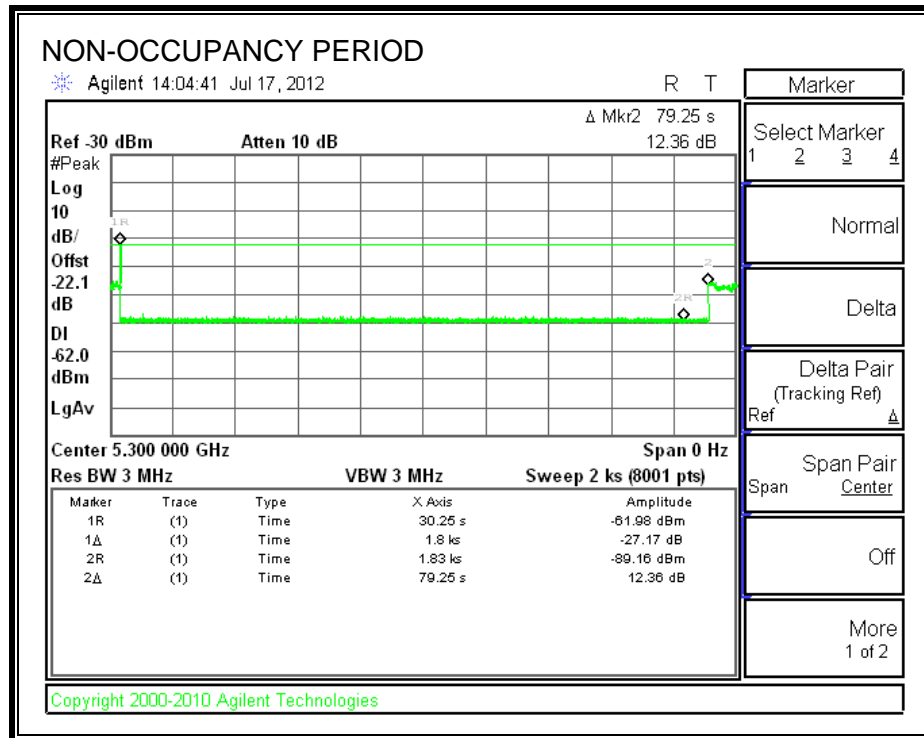 NON-OCCUPANCY PERIOD
Agilent 14:04:41 Jul 17, 2012 R T
Δ Mkr2 79.25 s
Ref -30 dBm Atten 10 dB 12.36 dB
#Peak
Log
10
dB/
Offst
-22.1
dB
DI
-62.0
dBm
LgAv
1R
2
2R
Center 5.300 000 GHz Span 0 Hz
Res BW 3 MHz VBW 3 MHz Sweep 2 ks (8001 pts)
Marker Trace Type X Axis Amplitude
1R (1) Time 30.25 s -61.98 dBm
1Δ (1) Time 1.8 ks -27.17 dB
2R (1) Time 1.83 ks -89.16 dBm
2Δ (1) Time 79.25 s 12.36 dB
Marker
Select Marker
1 2 3 4
Normal
Delta
Delta Pair
(Tracking Ref)
Ref Δ
Span Pair
Span Center
Off
More
1 of 2
Copyright 2000-2010 Agilent Technologies